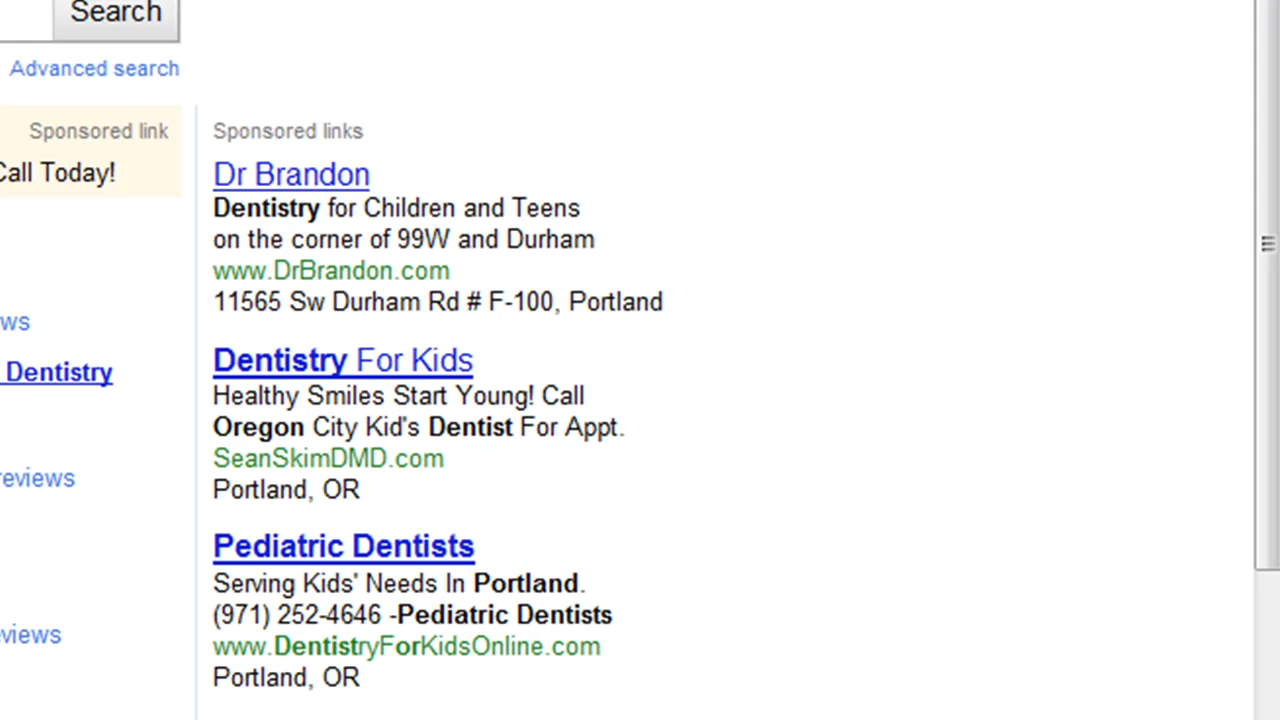 Search
Advanced search
Sponsored link
Call Today!
Sponsored links
Dr Brandon
Dentistry for Children and Teens
on the corner of 99W and Durham
www.DrBrandon.com
11565 Sw Durham Rd # F-100, Portland
Dentistry
reviews
Dentistry For Kids
Healthy Smiles Start Young! Call
Oregon City Kid's Dentist For Appt.
SeanSkimDMD.com
Portland, OR
Pediatric Dentists
Serving Kids' Needs In Portland.
(971) 252-4646 -Pediatric Dentists
www.DentistryForKidsOnline.com
Portland, OR